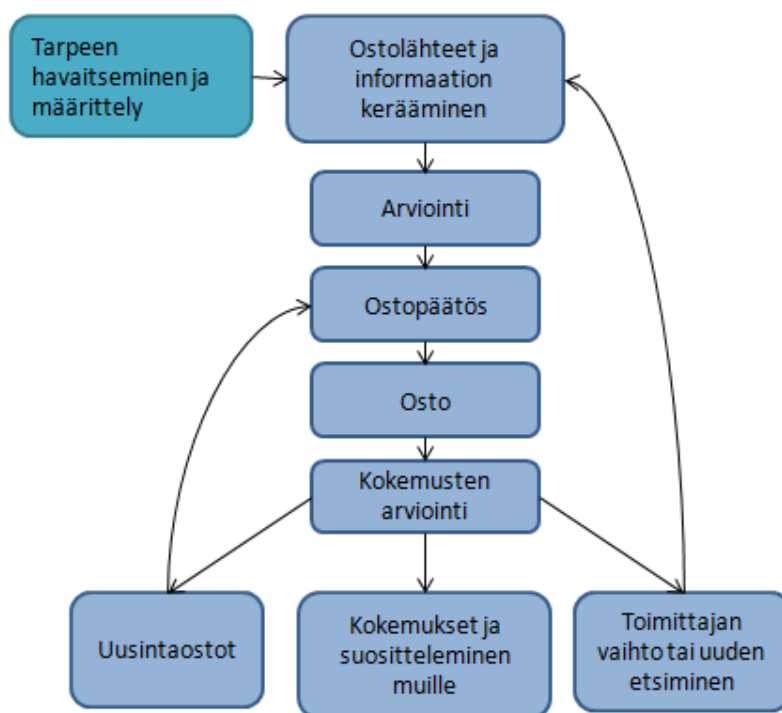 Tarpeen
havaitseminen ja
määrittely
Ostolähteet ja
informaation
kerääminen
Arviointi
Ostopäätös
Osto
Kokemusten
arviointi
Uusintaostot
Kokemukset ja
suositteleminen
muille
Toimittajan
vaihto tai uuden
etsiminen